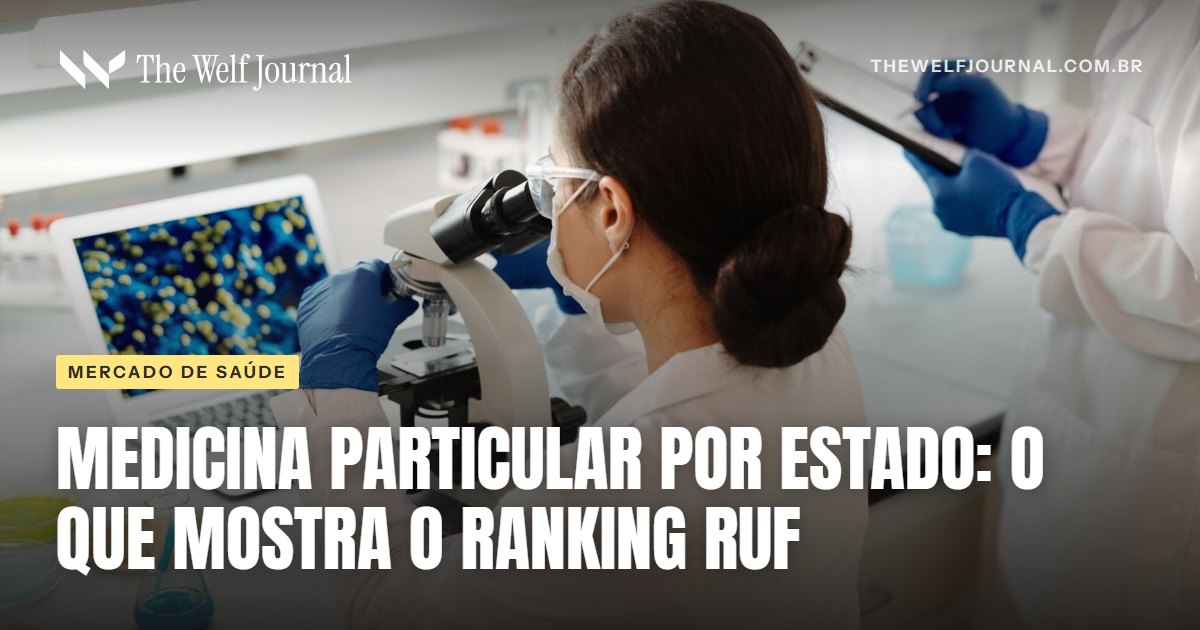 The Welf Journal
THEWELFJOURNAL.COM.BR
MERCADO DE SAÚDE
MEDICINA PARTICULAR POR ESTADO: O
QUE MOSTRA O RANKING RUF